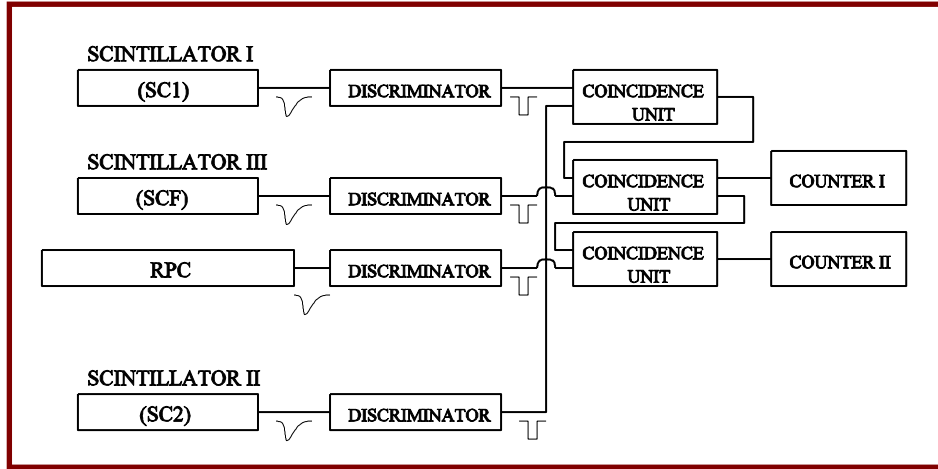 SCINTILLATOR I
(SC1)
DISCRIMINATOR
COINCIDENCE
UNIT
SCINTILLATOR III
(SCF)
DISCRIMINATOR
COINCIDENCE
UNIT
COUNTER I
RPC
DISCRIMINATOR
COINCIDENCE
UNIT
COUNTER II
SCINTILLATOR II
(SC2)
DISCRIMINATOR